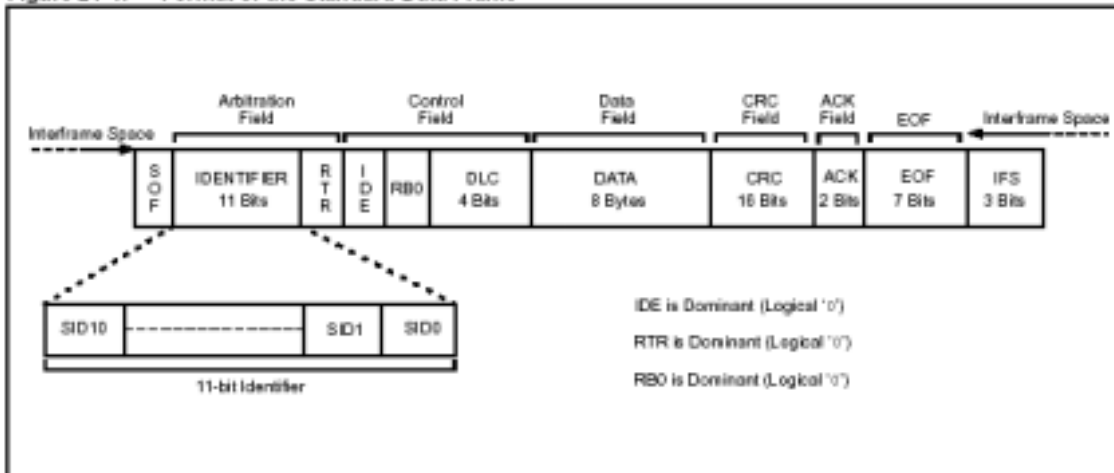 Arbitration Field
Control Field
Data Field
CRC Field
ACK Field
EOF
Interframe Space
Interframe Space
SOF
IDENTIFIER 11 Bits
RTR
IDE
RB0
DLC 4 Bits
DATA 8 Bytes
CRC 16 Bits
ACK 2 Bits
EOF 7 Bits
IFS 3 Bits
SID10
SID1
SID0
11-bit Identifier
IDE is Dominant (Logical '0')
RTR is Dominant (Logical '0')
RB0 is Dominant (Logical '0')